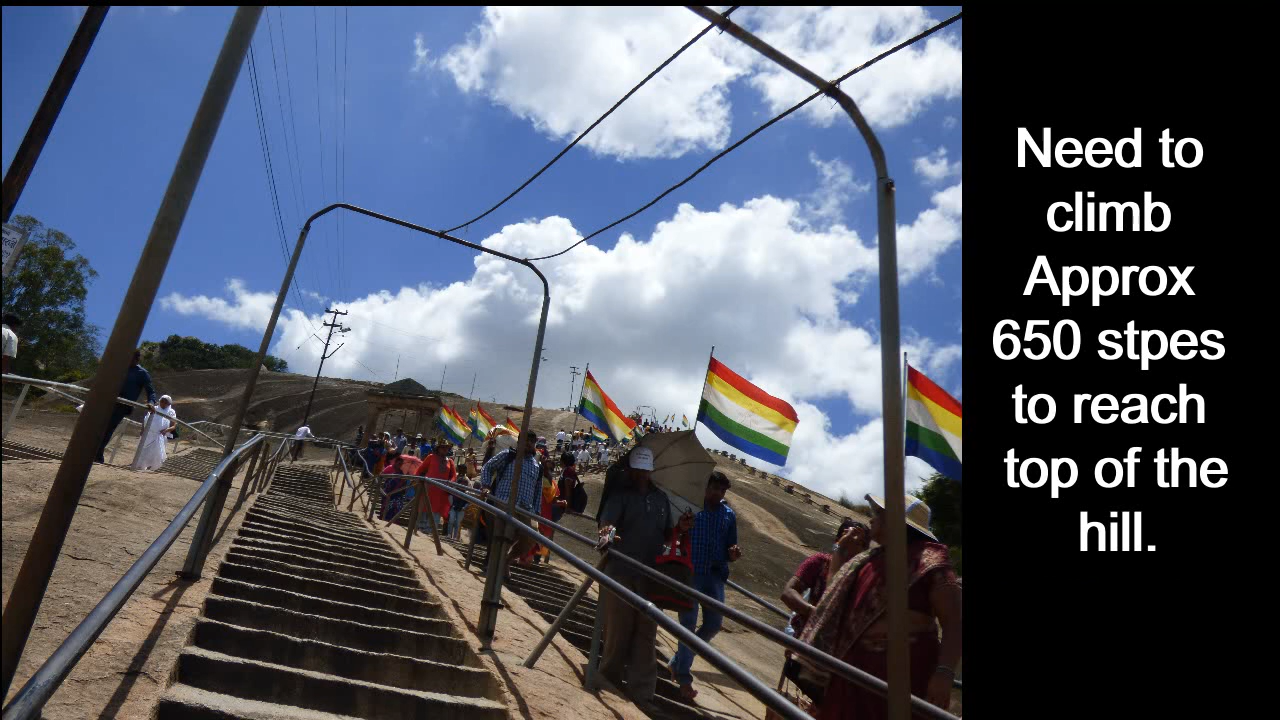 Need to
climb
Approx
650 stpes
to reach
top of the
hill.